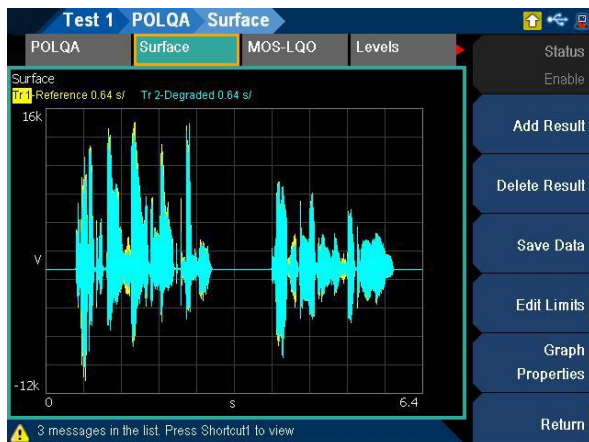 Test 1 POLQA Surface
POLQA Surface MOS-LQO Levels
Status
Enable
Surface
Tr 1-Reference 0.64 s/ Tr 2-Degraded 0.64 s/
16k
V
-12k
0 s 6.4
Add Result
Delete Result
Save Data
Edit Limits
Graph
Properties
Return
3 messages in the list. Press Shortcut1 to view